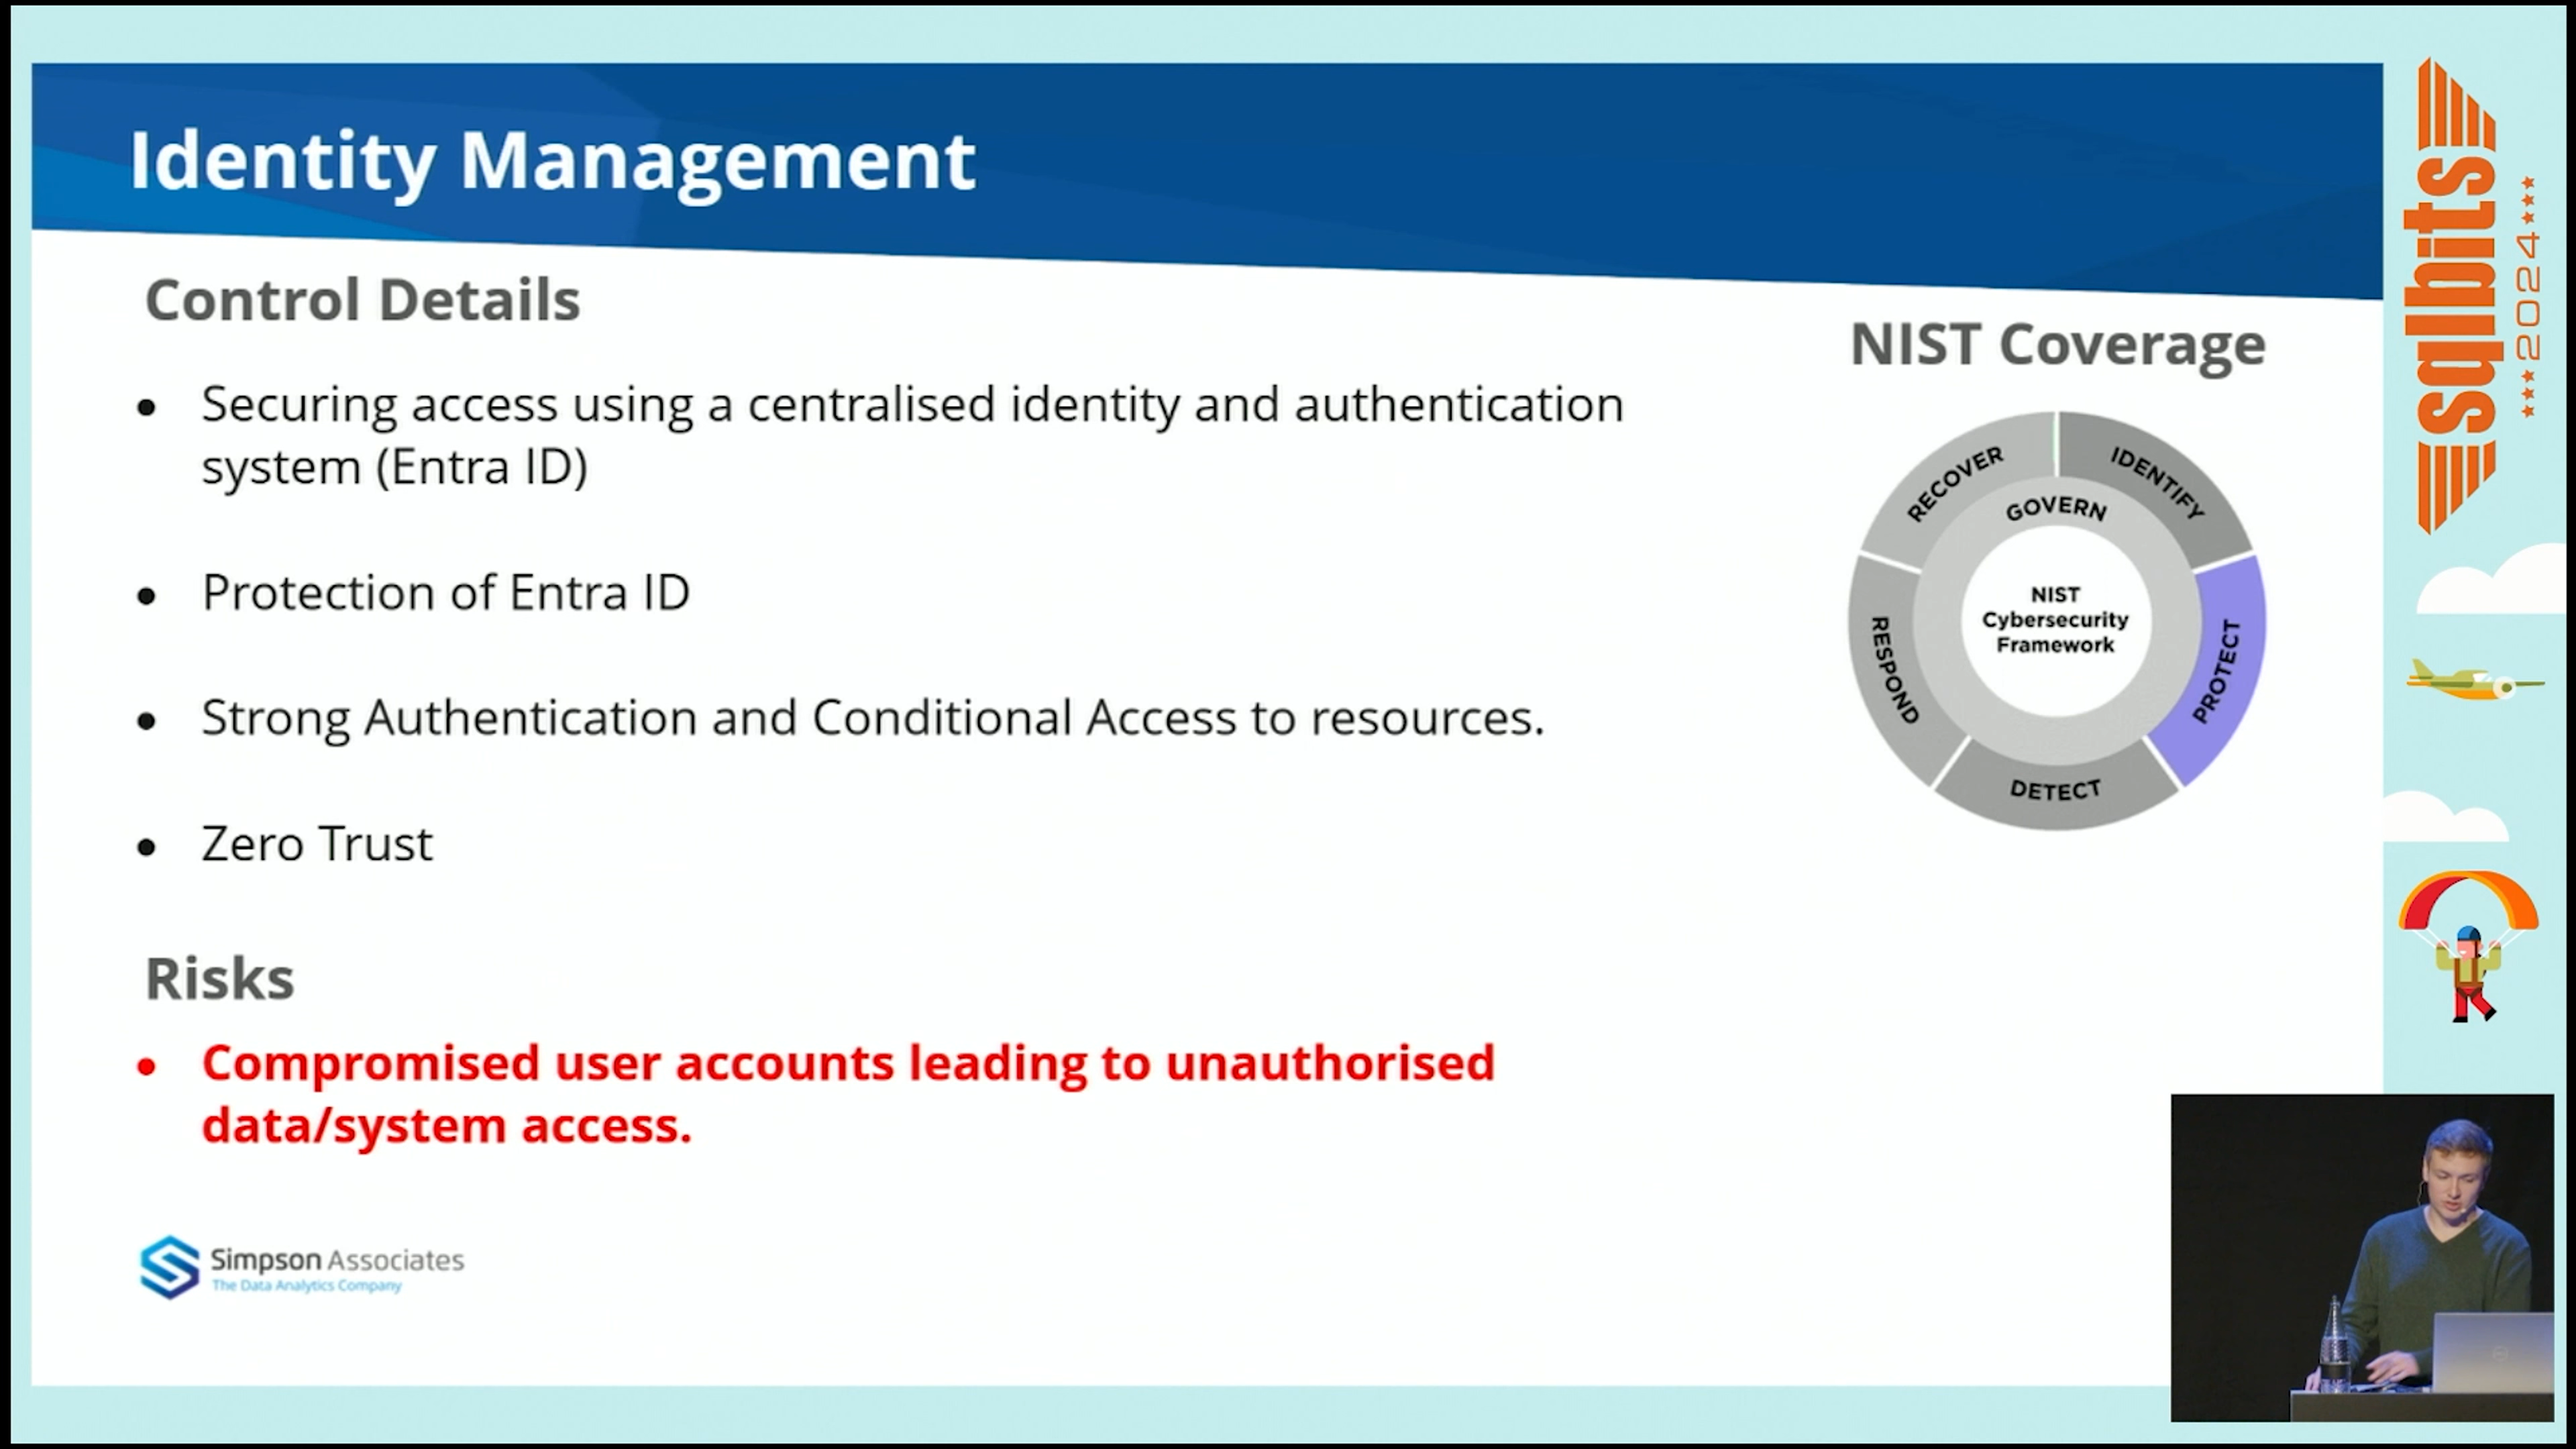 Identity Management
Control Details
• Securing access using a centralised identity and authentication
system (Entra ID)
• Protection of Entra ID
• Strong Authentication and Conditional Access to resources.
• Zero Trust
Risks
• Compromised user accounts leading to unauthorised
data/system access.
NIST Coverage
RECOVER
IDENTIFY
GOVERN
NIST
Cybersecurity
Framework
RESPOND
PROTECT
DETECT
Simpson Associates
The Data Analytics Company
sqlbits
2024